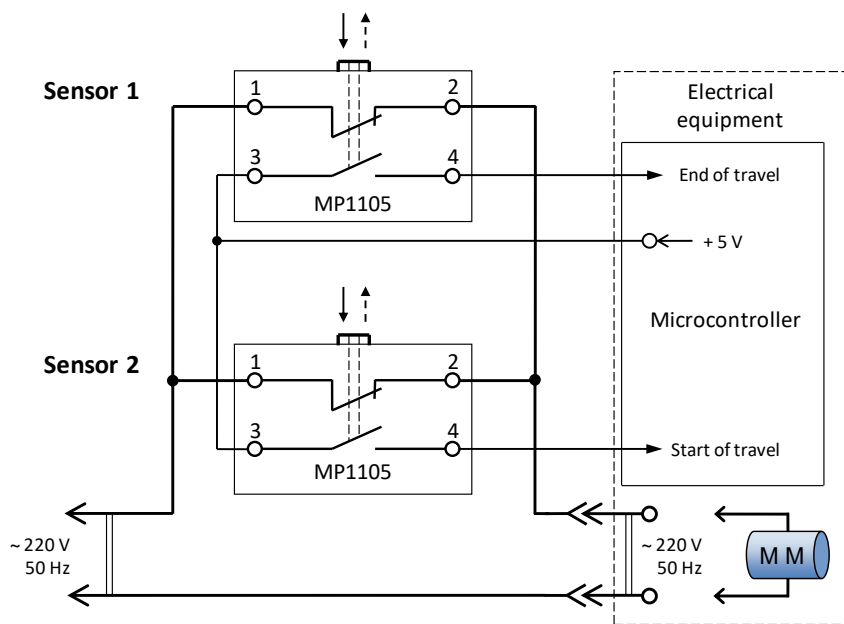 Sensor 1
1
2
3
4
MP1105
Electrical
equipment
End of travel
+ 5 V
Microcontroller
Sensor 2
1
2
3
4
MP1105
Start of travel
~ 220 V
50 Hz
~ 220 V
50 Hz
M M